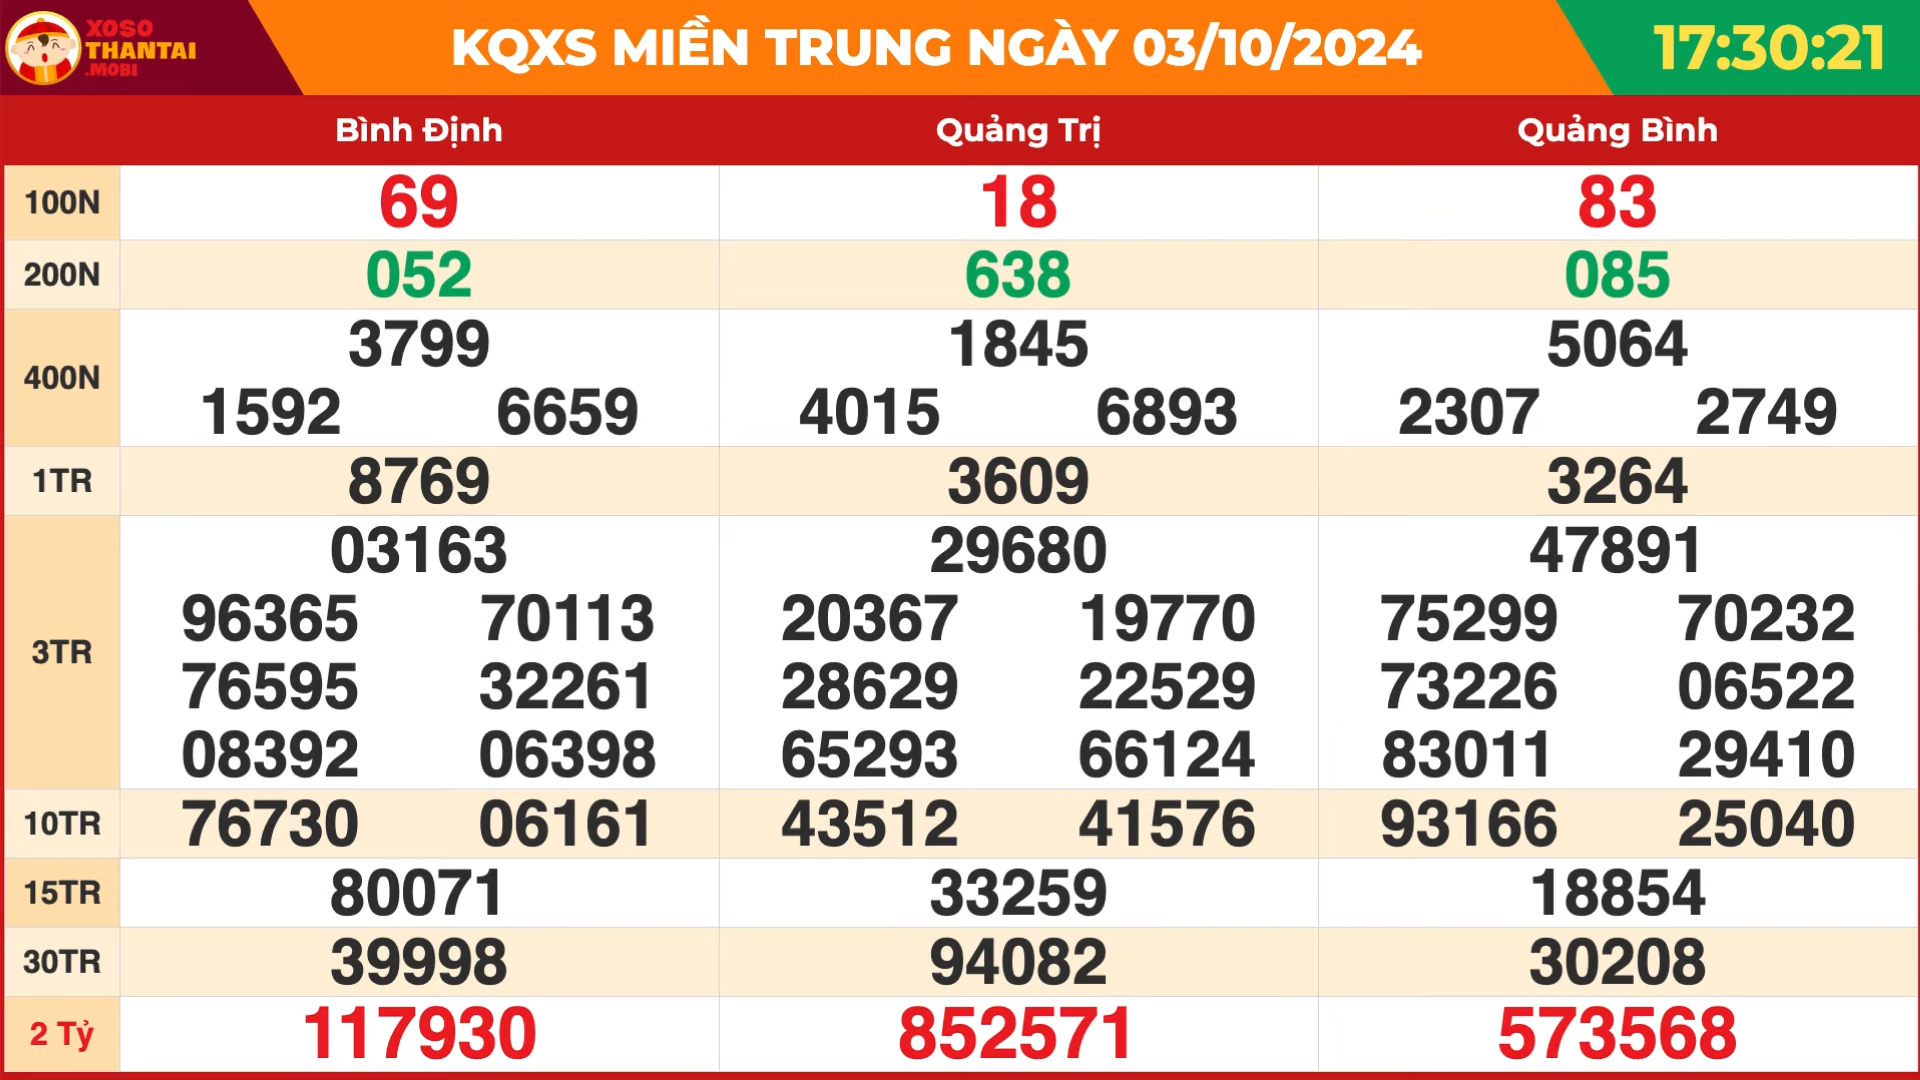 XOSO
THANTAI
.MOBI
KQXS MIỀN TRUNG NGÀY 03/10/2024
17:30:21
Bình Định Quảng Trị Quảng Bình
100N 69 18 83
200N 052 638 085
3799 1845 5064
400N
1592 6659 4015 6893 2307 2749
1TR 8769 3609 3264
03163 29680 47891
96365 70113 20367 19770 75299 70232
3TR
76595 32261 28629 22529 73226 06522
08392 06398 65293 66124 83011 29410
10TR 76730 06161 43512 41576 93166 25040
15TR 80071 33259 18854
30TR 39998 94082 30208
2 Tỷ 117930 852571 573568